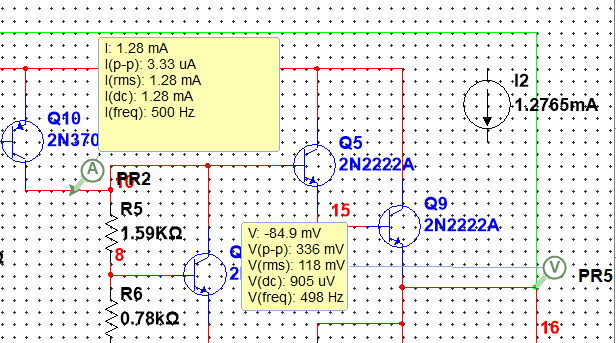 I: 1.28 mA
I(p-p): 3.33 uA
I(rms): 1.28 mA
I(dc): 1.28 mA
I(freq): 500 Hz
I2
1.2765mA
Q10
2N370
A
PR2
10
Q5
2N2222A
R5
1.59KΩ
15
Q9
2N2222A
V: -84.9 mV
V(p-p): 336 mV
V(rms): 118 mV
V(dc): 905 uV
V(freq): 498 Hz
8
V
PR5
R6
0.78KΩ
16